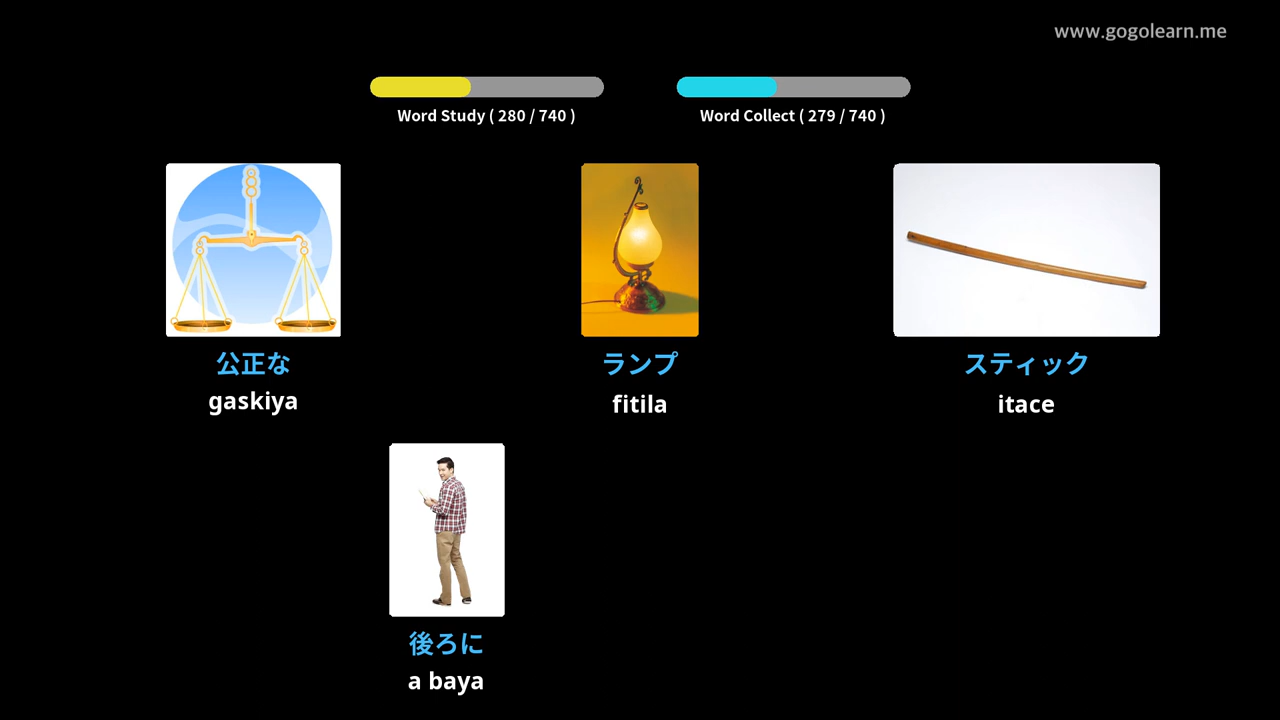 www.gogolearn.me
Word Study ( 280 / 740 )
Word Collect ( 279 / 740 )
公正な
gaskiya
ランプ
fitila
スティック
itace
後ろに
a baya